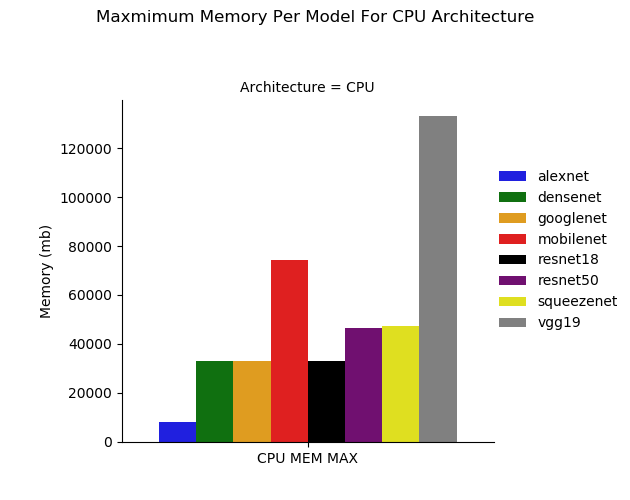 Maxmimum Memory Per Model For CPU Architecture
Architecture = CPU
120000
100000
80000
60000
40000
20000
0
Memory (mb)
CPU MEM MAX
alexnet
densenet
googlenet
mobilenet
resnet18
resnet50
squeezenet
vgg19